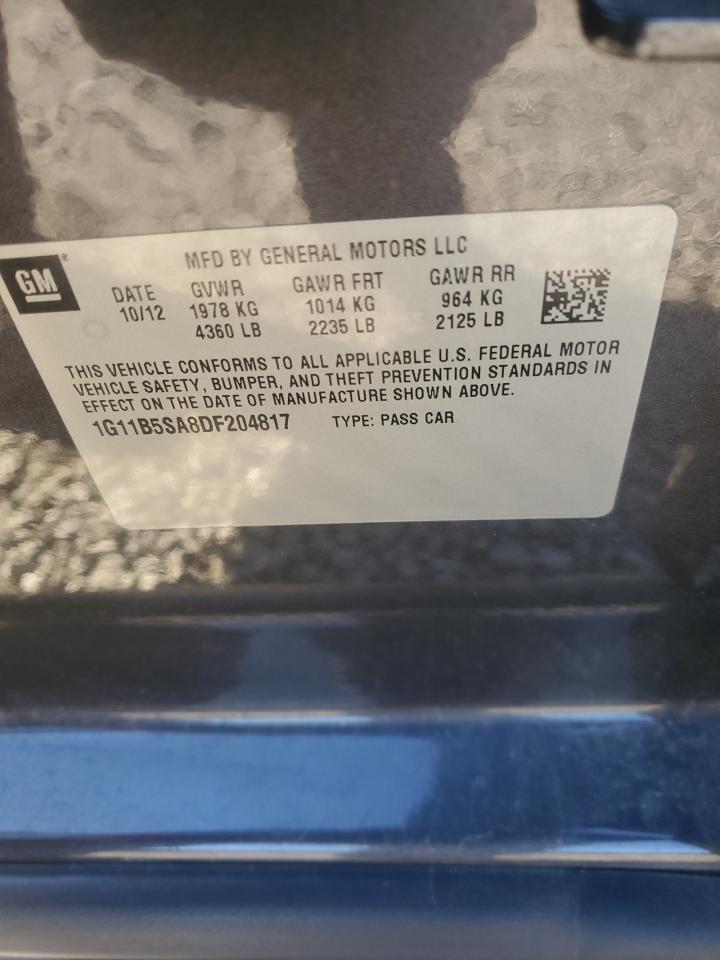 GM®
MFD BY GENERAL MOTORS LLC
DATE GVWR GAWR FRT GAWR RR
10/12 1978 KG 1014 KG 964 KG
4360 LB 2235 LB 2125 LB
THIS VEHICLE CONFORMS TO ALL APPLICABLE U.S. FEDERAL MOTOR
VEHICLE SAFETY, BUMPER, AND THEFT PREVENTION STANDARDS IN
EFFECT ON THE DATE OF MANUFACTURE SHOWN ABOVE.
1G11B5SA8DF204817 TYPE: PASS CAR